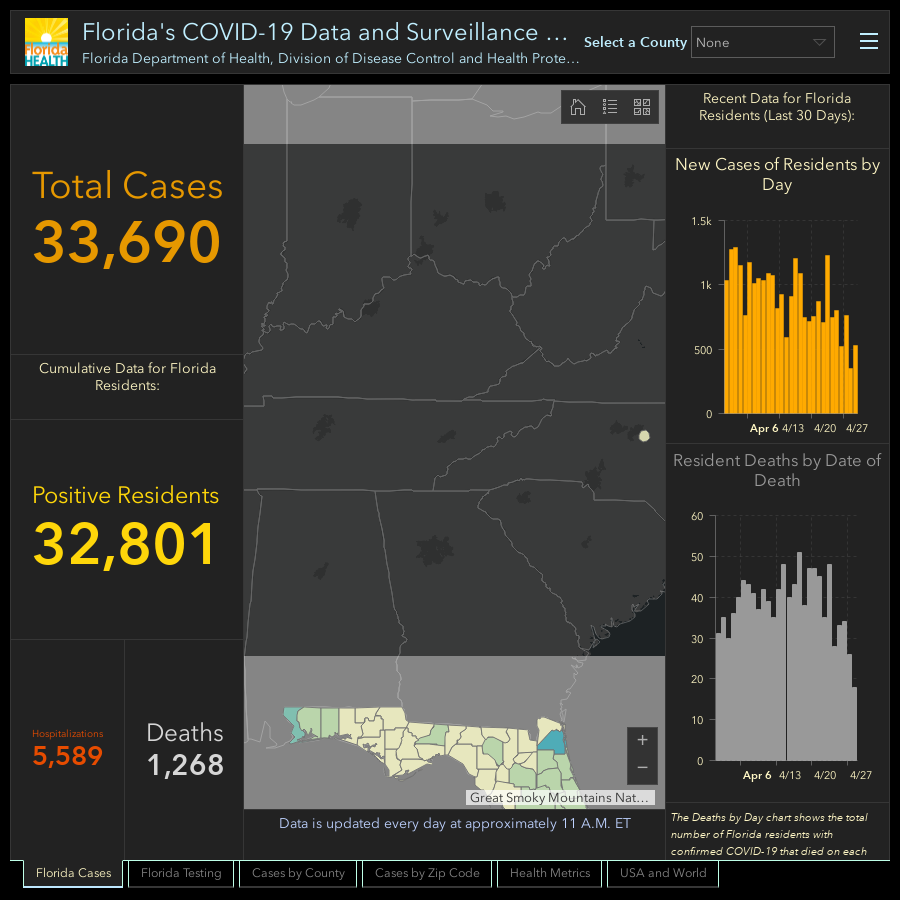 Florida
HEALTH
Florida's COVID-19 Data and Surveillance ...
Florida Department of Health, Division of Disease Control and Health Prote...
Select a County
None
Total Cases
33,690
Cumulative Data for Florida
Residents:
Positive Residents
32,801
Hospitalizations
5,589
Deaths
1,268
+
−
Great Smoky Mountains Nat...
Data is updated every day at approximately 11 A.M. ET
Recent Data for Florida
Residents (Last 30 Days):
New Cases of Residents by
Day
1.5k
1k
500
0
Apr 6 4/13 4/20 4/27
Resident Deaths by Date of
Death
60
50
40
30
20
10
0
Apr 6 4/13 4/20 4/27
The Deaths by Day chart shows the total
number of Florida residents with
confirmed COVID-19 that died on each
Florida Cases
Florida Testing
Cases by County
Cases by Zip Code
Health Metrics
USA and World